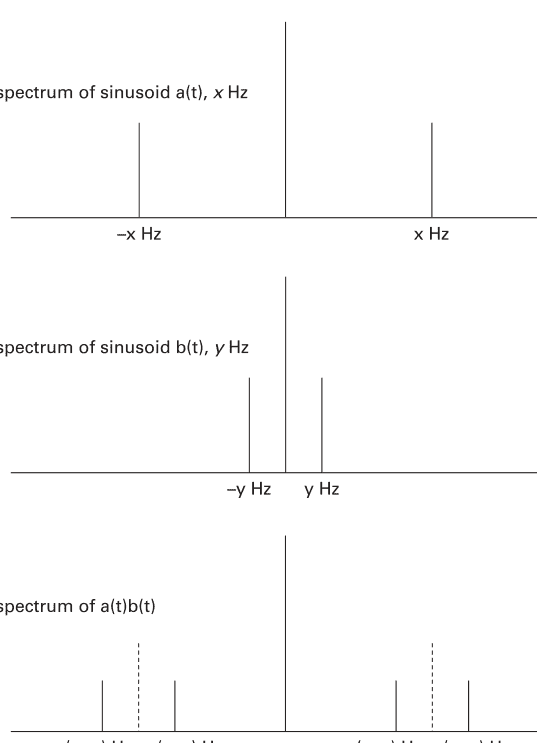 spectrum of sinusoid a(t), x Hz
–x Hz x Hz
spectrum of sinusoid b(t), y Hz
–y Hz y Hz
spectrum of a(t)b(t)